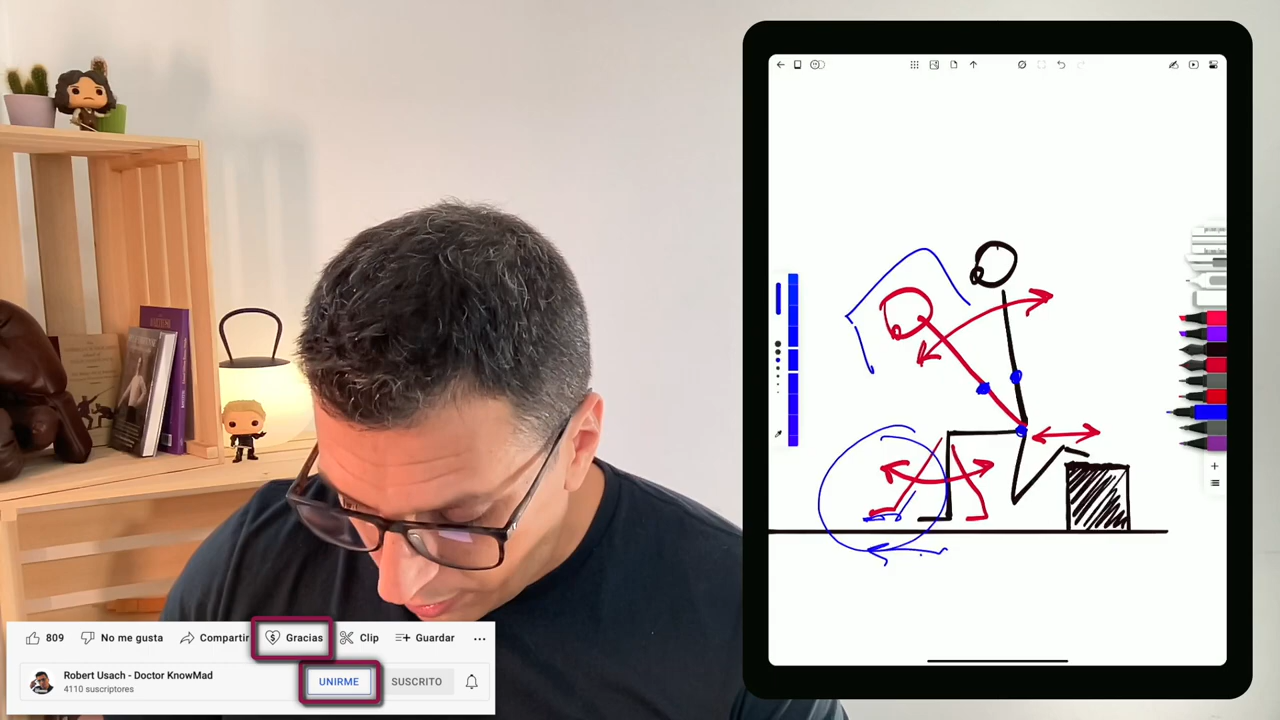 809
No me gusta
Compartir
Gracias
Clip
Guardar
Robert Usach - Doctor KnowMad
4110 suscriptores
UNIRME
SUSCRITO